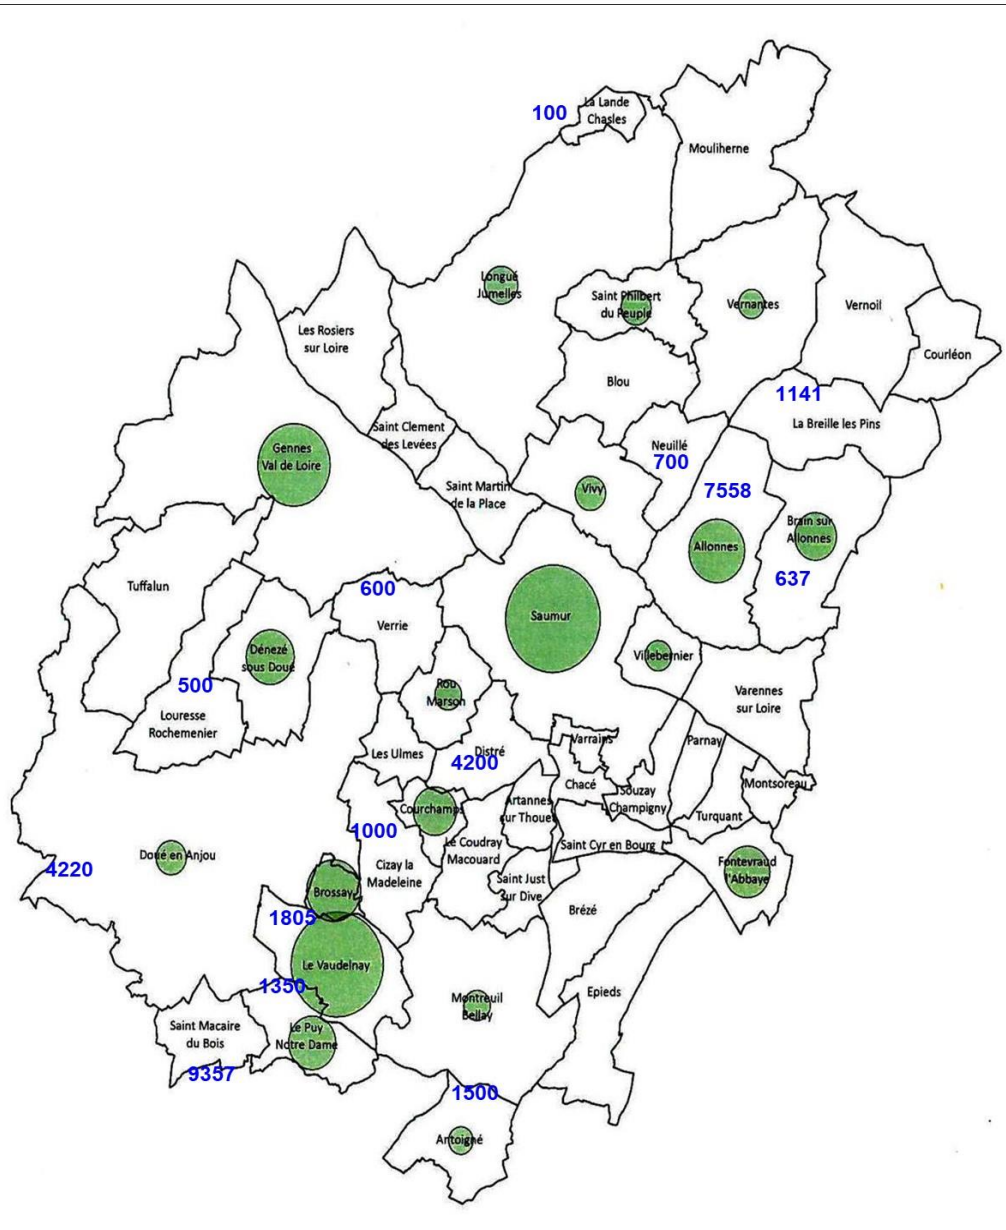 La Lande
Chasles
100
Mouliherne
Longué
Jumelles
Saint Philbert
du Peuple
Vernantes
Vernoil
Les Rosiers
sur Loire
Courléon
Blou
1141
La Breille les Pins
Saint Clement
des Levées
Neuillé
700
Gennes
Val de Loire
Saint Martin
de la Place
Vivy
7558
Brain sur
Allonnes
Allonnes
637
Tuffalun
600
Verrie
Saumur
Dénezé
sous Doué
Villebernier
500
Rou
Marson
Varennes
sur Loire
Louresse
Rochemenier
Les Ulmes
Distré
4200
Varrains
Parnay
Chacé
Souzay
Champigny
Montsoreau
Courchamps
Artannes
sur Thouet
Turquant
1000
Le Coudray
Macouard
Saint Cyr en Bourg
4220
Doué en Anjou
Cizay la
Madeleine
Saint Just
sur Dive
Fontevraud
l'Abbaye
Brossay
Brézé
1805
Le Vaudelnay
1350
Epieds
Montreuil
Bellay
Saint Macaire
du Bois
Le Puy
Notre Dame
9357
1500
Antoigné